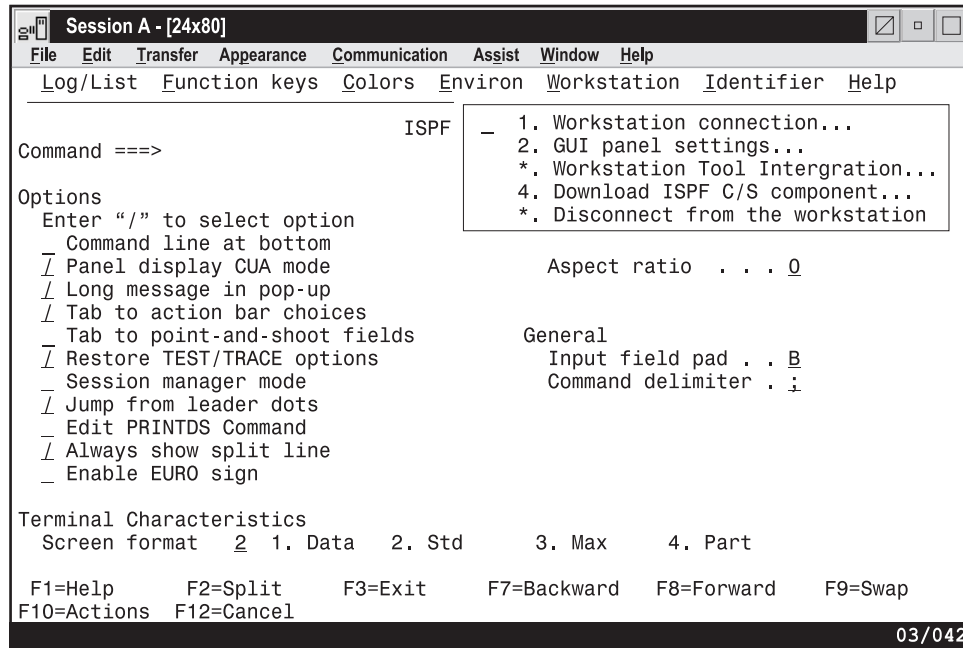 Session A - [24x80]
File Edit Transfer Appearance Communication Assist Window Help
Log/List Function keys Colors Environ Workstation Identifier Help
ISPF _ 1. Workstation connection...
Command ===> 2. GUI panel settings...
*. Workstation Tool Intergration...
Options 4. Download ISPF C/S component...
Enter “/” to select option *. Disconnect from the workstation
_ Command line at bottom
/ Panel display CUA mode Aspect ratio . . . 0
/ Long message in pop-up
/ Tab to action bar choices
_ Tab to point-and-shoot fields General
/ Restore TEST/TRACE options Input field pad . . B
_ Session manager mode Command delimiter . ;
/ Jump from leader dots
_ Edit PRINTDS Command
/ Always show split line
_ Enable EURO sign
Terminal Characteristics
Screen format 2 1. Data 2. Std 3. Max 4. Part
F1=Help F2=Split F3=Exit F7=Backward F8=Forward F9=Swap
F10=Actions F12=Cancel
03/042